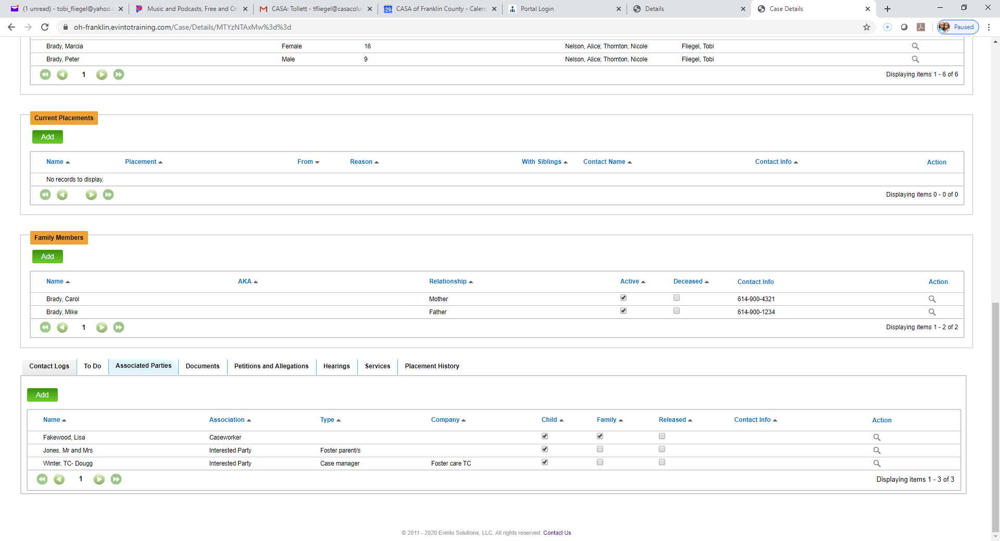 (1 unread) - tobi_fliegel@yahoo.c
Music and Podcasts, Free and On
CASA: Tollett - tfliegel@casacolu
29 CASA of Franklin County - Calend
Portal Login
Details
Case Details
oh-franklin.evintotraining.com/Case/Details/MTYzNTAxMw%3d%3d
Paused
Brady, Marcia Female 16 Nelson, Alice; Thornton, Nicole Fliegel, Tobi
Brady, Peter Male 9 Nelson, Alice; Thornton, Nicole Fliegel, Tobi
1 Displaying items 1 - 6 of 6
Current Placements
Add
Name Placement From Reason With Siblings Contact Name Contact Info Action
No records to display.
Displaying items 0 - 0 of 0
Family Members
Add
Name AKA Relationship Active Deceased Contact Info Action
Brady, Carol Mother 614-900-4321
Brady, Mike Father 614-900-1234
1 Displaying items 1 - 2 of 2
Contact Logs To Do Associated Parties Documents Petitions and Allegations Hearings Services Placement History
Add
Name Association Type Company Child Family Released Contact Info Action
Fakewood, Lisa Caseworker
Jones, Mr and Mrs Interested Party Foster parent/s
Winter, TC- Dougg Interested Party Case manager Foster care TC
1 Displaying items 1 - 3 of 3
© 2011 - 2020 Evinto Solutions, LLC. All rights reserved. Contact Us